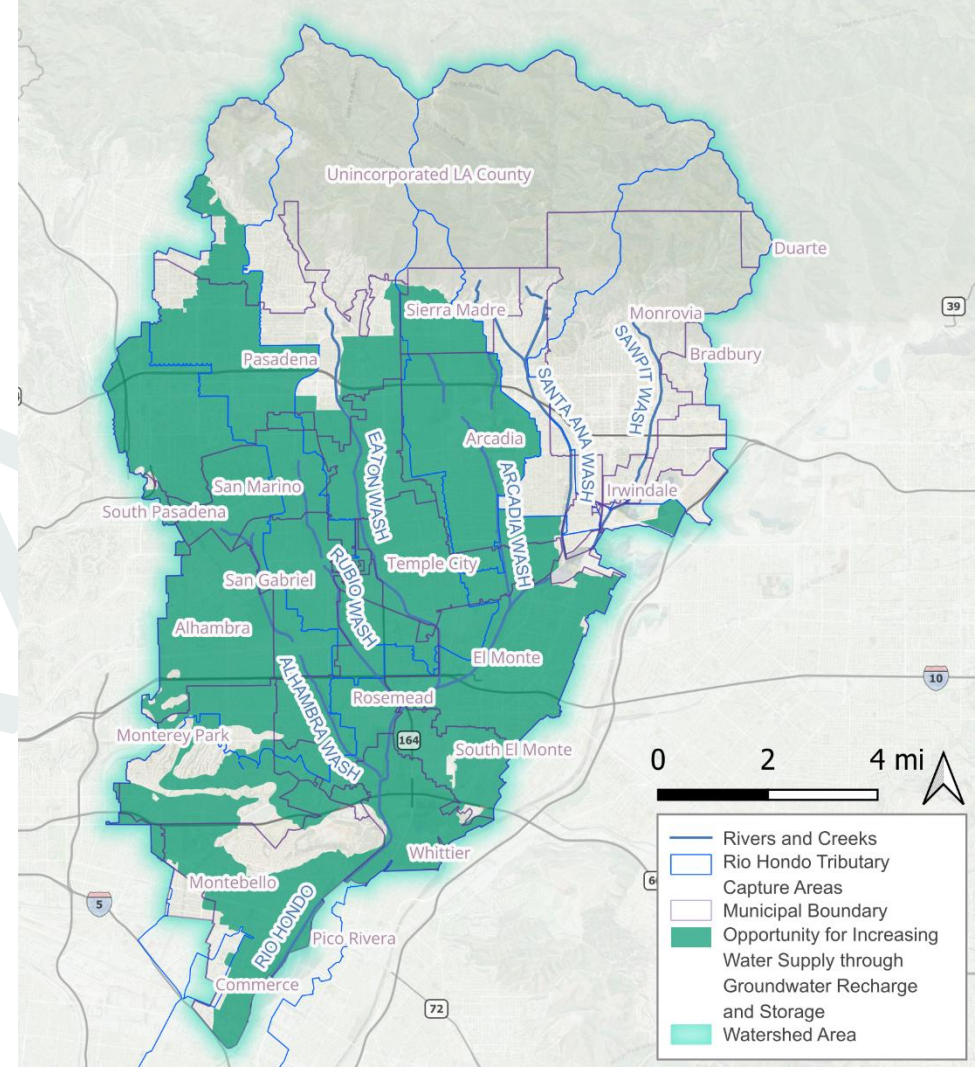 Unincorporated LA County
Duarte
39
Sierra Madre
Monrovia
SAWPIT WASH
Bradbury
Pasadena
SANTA ANA WASH
EATON WASH
Arcadia
ARCADIA WASH
San Marino
Irwindale
South Pasadena
RUBIO WASH
Temple City
San Gabriel
Alhambra
El Monte
10
ALHAMBRA WASH
Rosemead
Monterey Park
164
South El Monte
0 2 4 mi
Whittier
Montebello
5
RIO HONDO
Pico Rivera
Commerce
72
Rivers and Creeks
Rio Hondo Tributary
Capture Areas
Municipal Boundary
Opportunity for Increasing
Water Supply through
Groundwater Recharge
and Storage
Watershed Area